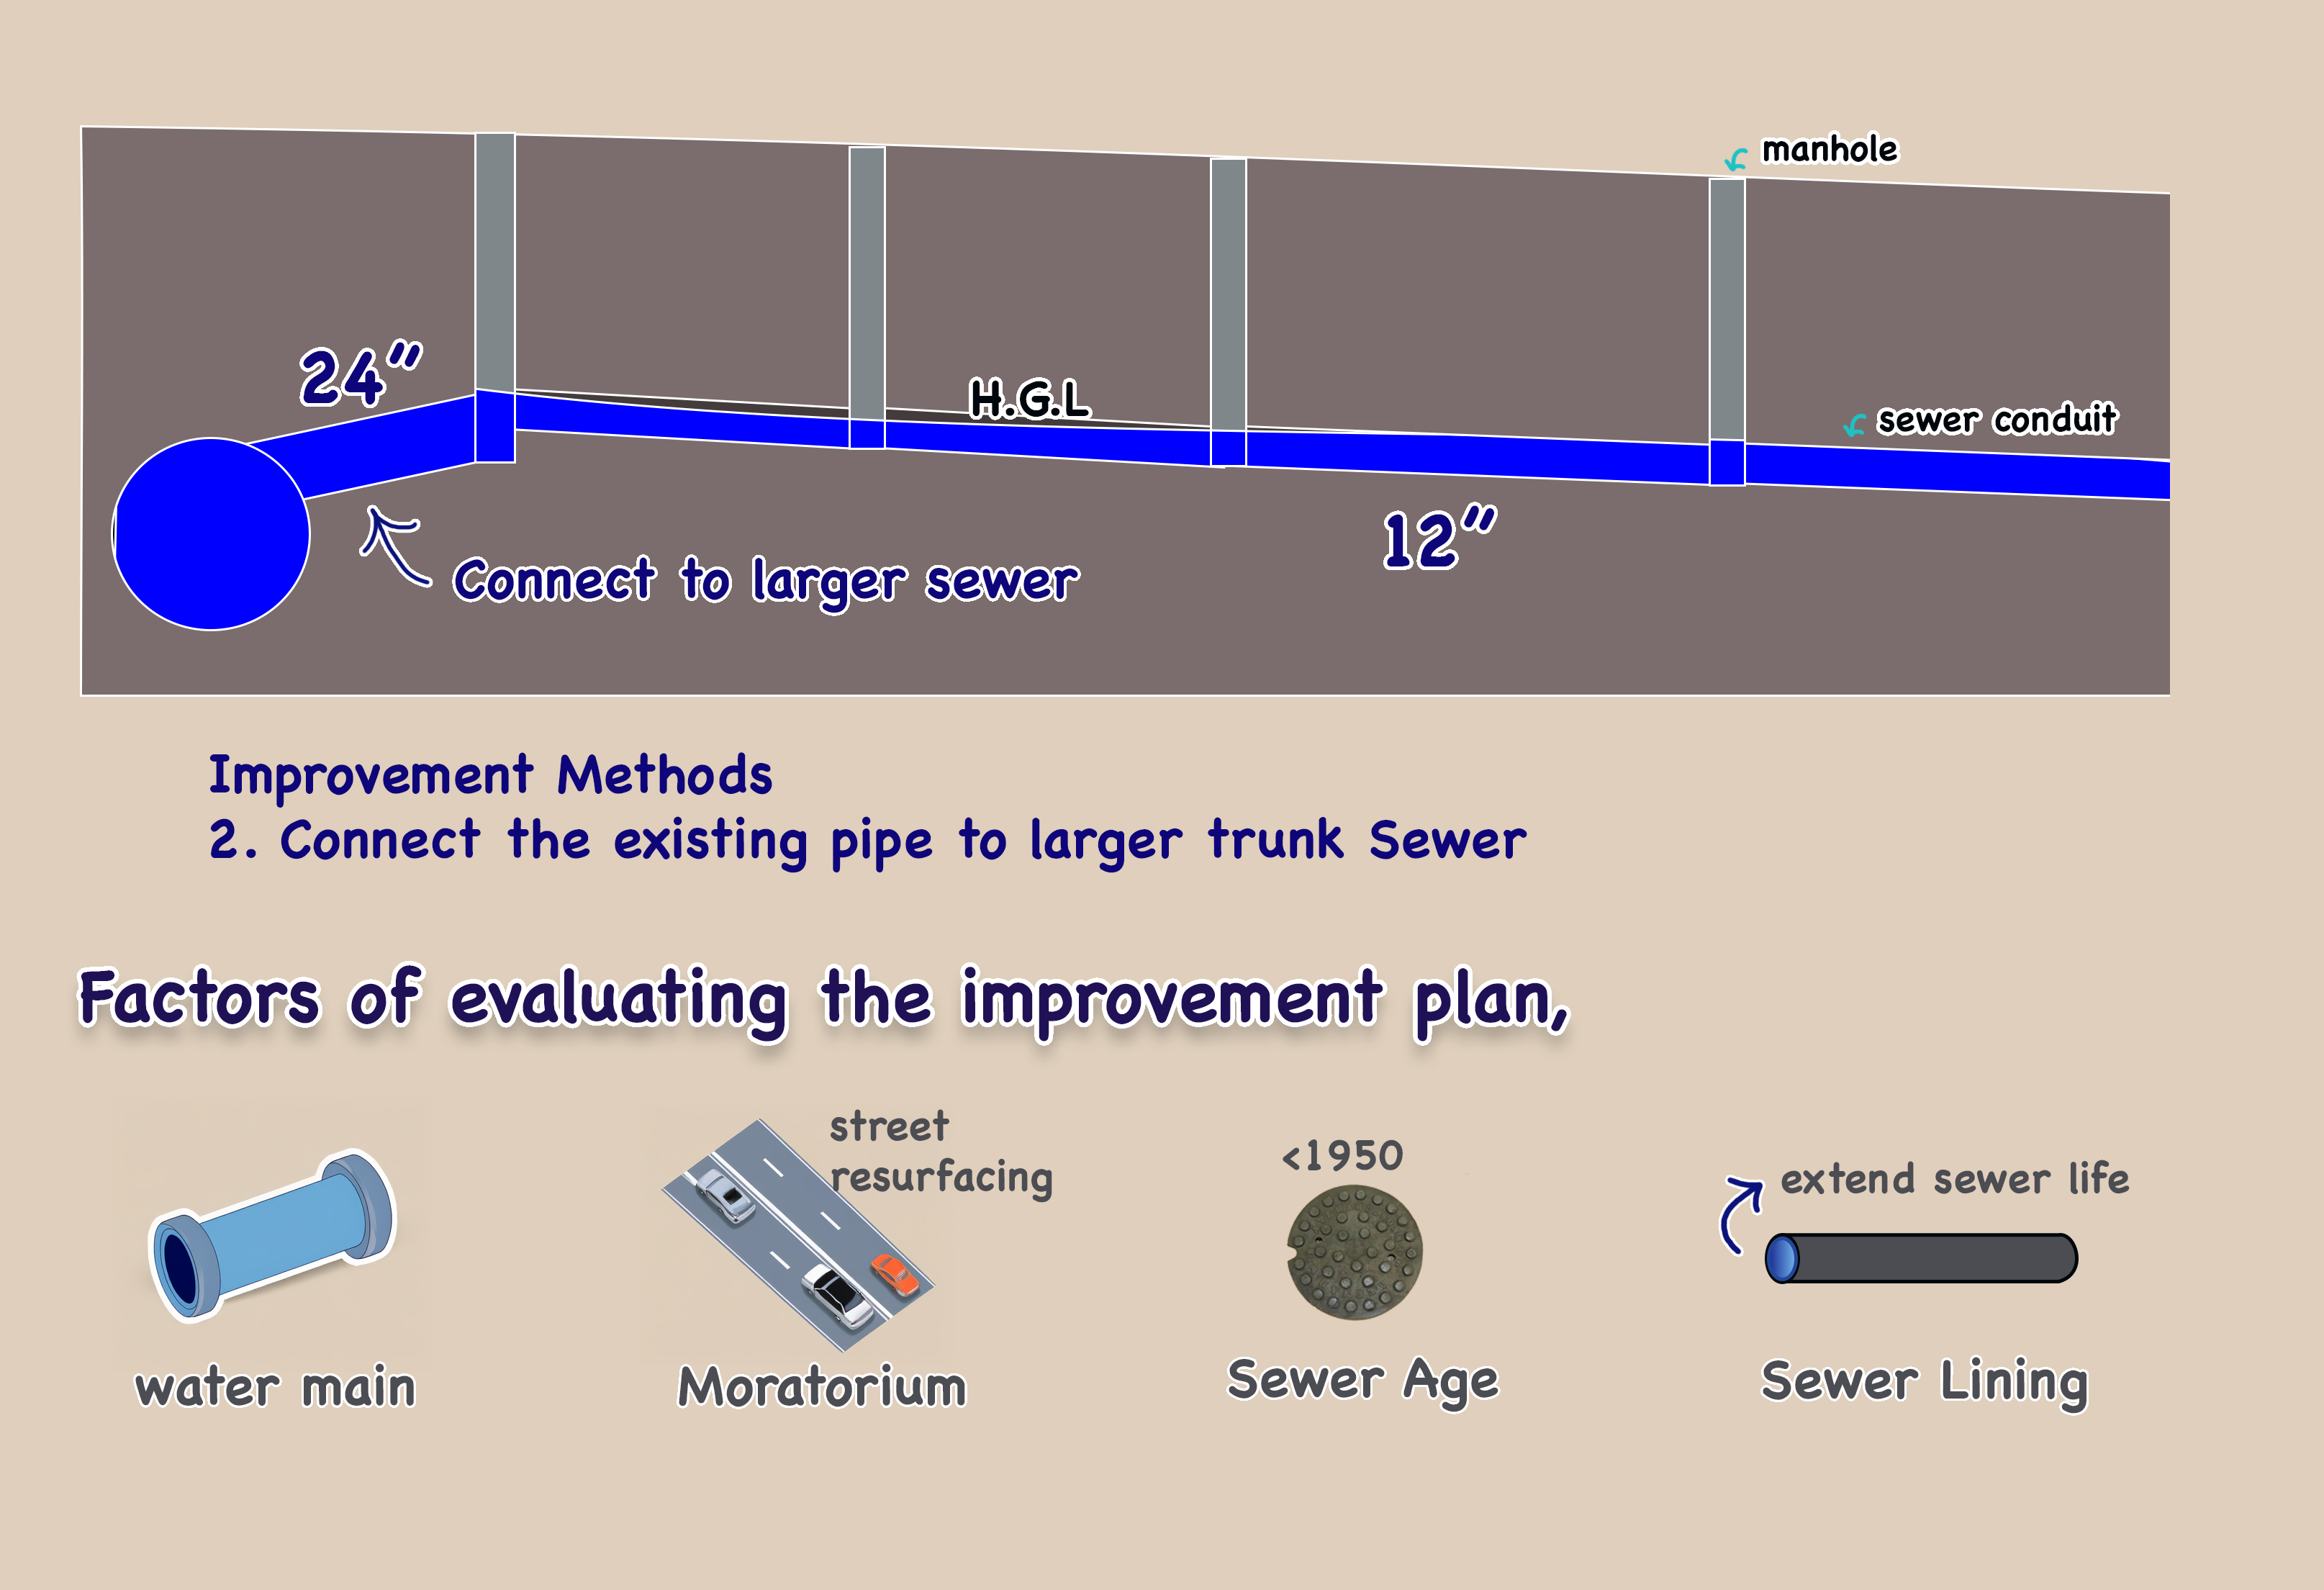 manhole
24"
H.G.L
sewer conduit
12"
Connect to larger sewer
Improvement Methods
2. Connect the existing pipe to larger trunk Sewer
Factors of evaluating the improvement plan,
street
resurfacing
<1950
extend sewer life
water main
Moratorium
Sewer Age
Sewer Lining